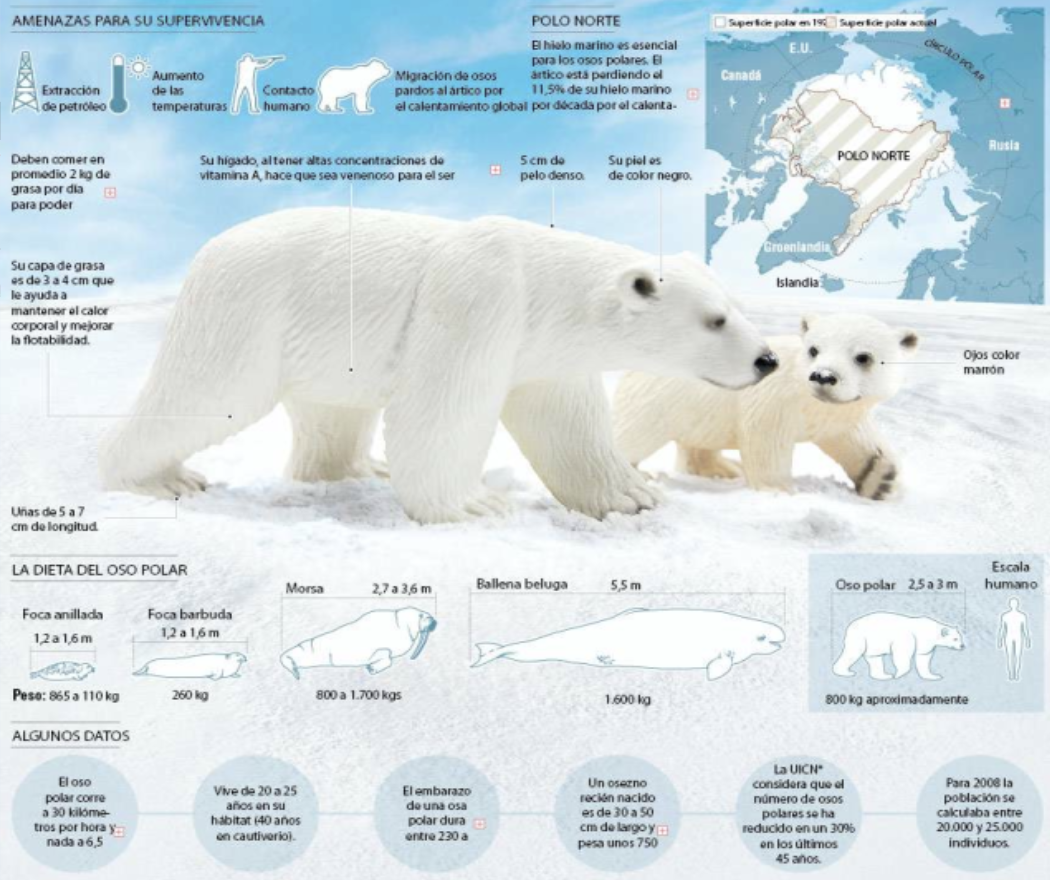 AMENAZAS PARA SU SUPERVIVENCIA
Extracción
de petróleo
Aumento
de las
temperaturas
Contacto
humano
Migración de osos
pardos al ártico por
el calentamiento global
POLO NORTE
El hielo marino es esencial
para los osos polares. El
ártico está perdiendo el
11,5% de su hielo marino
por década por el calenta-
Superficie polar en
Superficie polar actual
E.U.
Canadá
CÍRCULO POLAR
Rusia
POLO NORTE
Groenlandia
Islandia
Deben comer en
promedio 2 kg de
grasa por día
para poder
Su hígado, al tener altas concentraciones de
vitamina A, hace que sea venenoso para el ser
5 cm de
pelo denso.
Su piel es
de color negro.
Su capa de grasa
es de 3 a 4 cm que
le ayuda a
mantener el calor
corporal y mejorar
la flotabilidad.
Ojos color
marrón
Uñas de 5 a 7
cm de longitud.
LA DIETA DEL OSO POLAR
Foca anillada
1,2 a 1,6 m
Peso: 865 a 110 kg
Foca barbuda
1,2 a 1,6 m
260 kg
Morsa 2,7 a 3,6 m
800 a 1.700 kgs
Ballena beluga 5,5 m
1.600 kg
Oso polar 2,5 a 3 m
800 kg aproximadamente
Escala
humano
ALGUNOS DATOS
El oso
polar corre
a 30 kilóme-
tros por hora y
nada a 6,5
Vive de 20 a 25
años en su
hábitat (40 años
en cautiverio).
El embarazo
de una osa
polar dura
entre 230 a
Un osezno
recién nacido
es de 30 a 50
cm de largo y
pesa unos 750
La UICN*
considera que el
número de osos
polares se ha
reducido en un 30%
en los últimos
45 años.
Para 2008 la
población se
calculaba entre
20.000 y 25.000
individuos.